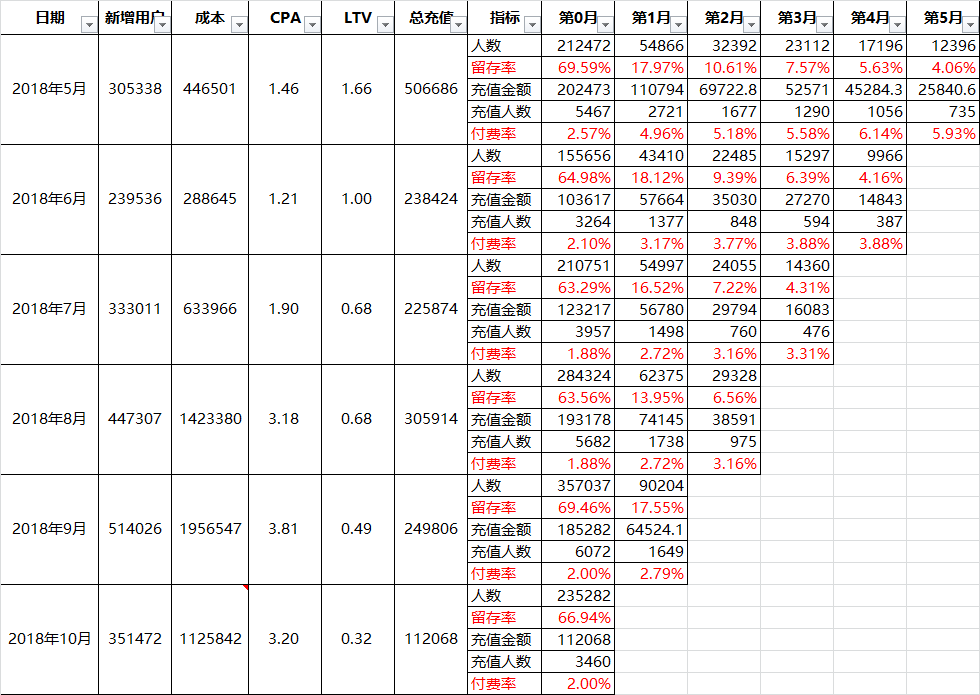 日期 新增用户 成本 CPA LTV 总充值 指标 第0月 第1月 第2月 第3月 第4月 第5月
人数 212472 54866 32392 23112 17196 12396
留存率 69.59% 17.97% 10.61% 7.57% 5.63% 4.06%
2018年5月 305338 446501 1.46 1.66 506686 充值金额 202473 110794 69722.8 52571 45284.3 25840.6
充值人数 5467 2721 1677 1290 1056 735
付费率 2.57% 4.96% 5.18% 5.58% 6.14% 5.93%
人数 155656 43410 22485 15297 9966
留存率 64.98% 18.12% 9.39% 6.39% 4.16%
2018年6月 239536 288645 1.21 1.00 238424 充值金额 103617 57664 35030 27270 14843
充值人数 3264 1377 848 594 387
付费率 2.10% 3.17% 3.77% 3.88% 3.88%
人数 210751 54997 24055 14360
留存率 63.29% 16.52% 7.22% 4.31%
2018年7月 333011 633966 1.90 0.68 225874 充值金额 123217 56780 29794 16083
充值人数 3957 1498 760 476
付费率 1.88% 2.72% 3.16% 3.31%
人数 284324 62375 29328
留存率 63.56% 13.95% 6.56%
2018年8月 447307 1423380 3.18 0.68 305914 充值金额 193178 74145 38591
充值人数 5682 1738 975
付费率 1.88% 2.72% 3.16%
人数 357037 90204
留存率 69.46% 17.55%
2018年9月 514026 1956547 3.81 0.49 249806 充值金额 185282 64524.1
充值人数 6072 1649
付费率 2.00% 2.79%
人数 235282
留存率 66.94%
2018年10月 351472 1125842 3.20 0.32 112068 充值金额 112068
充值人数 3460
付费率 2.00%